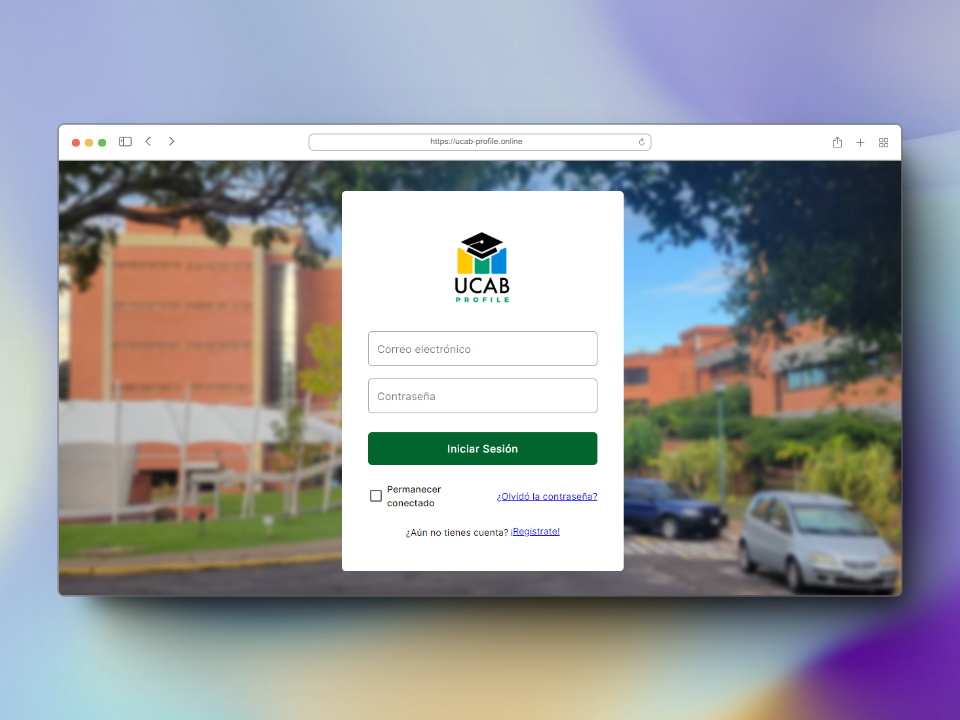 https://ucab-profile.online
UCAB
PROFILE
Correo electrónico
Contraseña
Iniciar Sesión
Permanecer
conectado
¿Olvidó la contraseña?
¿Aún no tienes cuenta? ¡Registrate!